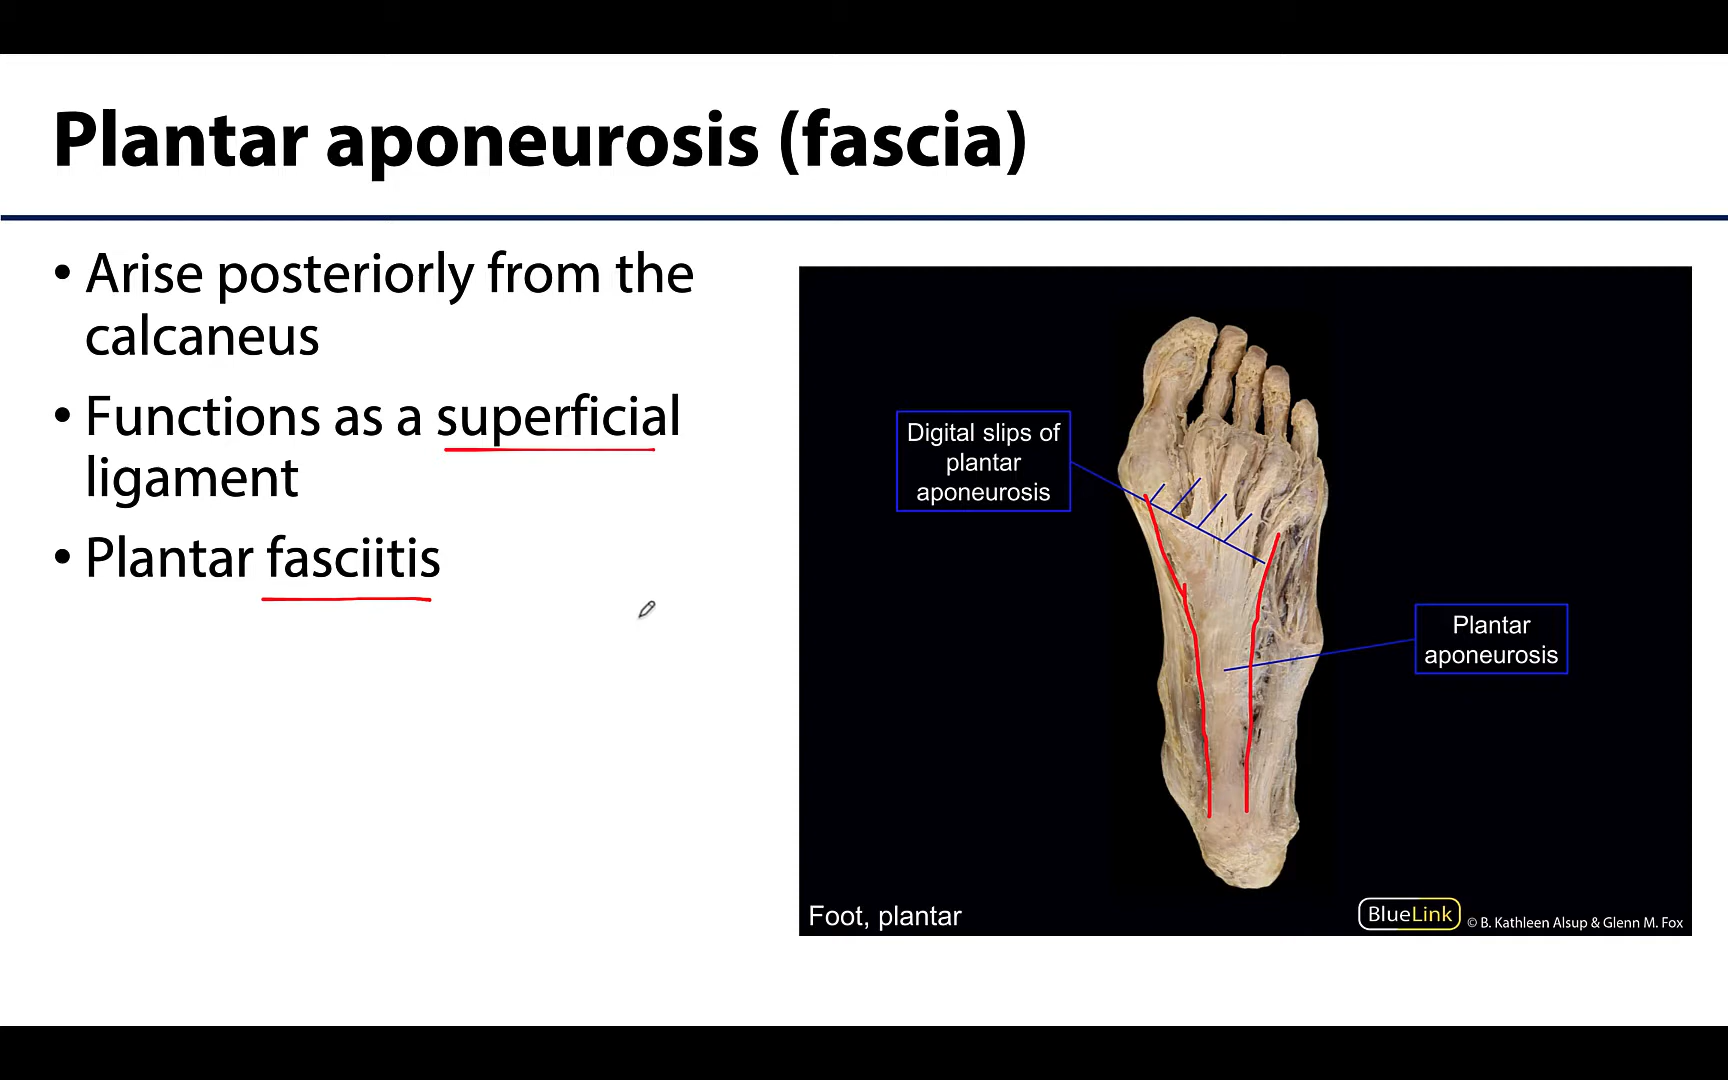 Plantar aponeurosis (fascia)
• Arise posteriorly from the
calcaneus
• Functions as a superficial
ligament
• Plantar fasciitis
Digital slips of
plantar
aponeurosis
Plantar
aponeurosis
Foot, plantar
BlueLink
© B. Kathleen Alsup & Glenn M. Fox